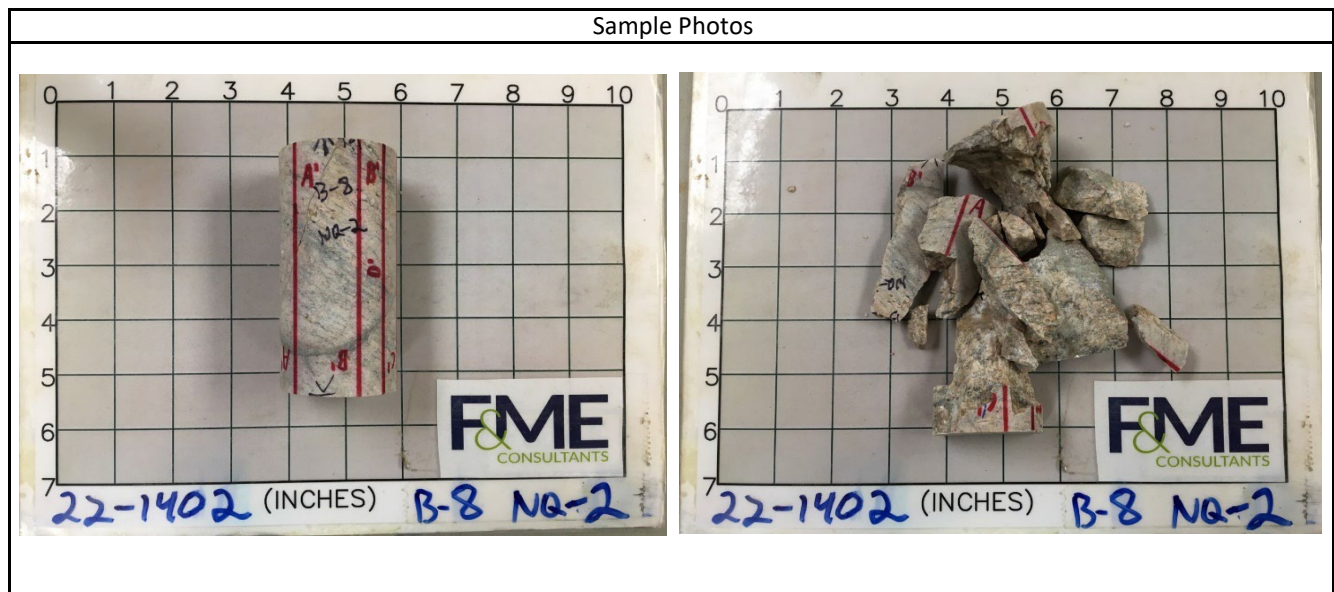 Sample Photos
0 1 2 3 4 5 6 7 8 9 10
1
2
3
4
5
6
7
A' B'
B-8
NQ-2
D'
B'
F&ME
CONSULTANTS
22-1402 (INCHES) B-8 NQ-2
0 1 2 3 4 5 6 7 8 9 10
1
2
3
4
5
6
7
B'
A
F&ME
CONSULTANTS
22-1402 (INCHES) B-8 NQ-2